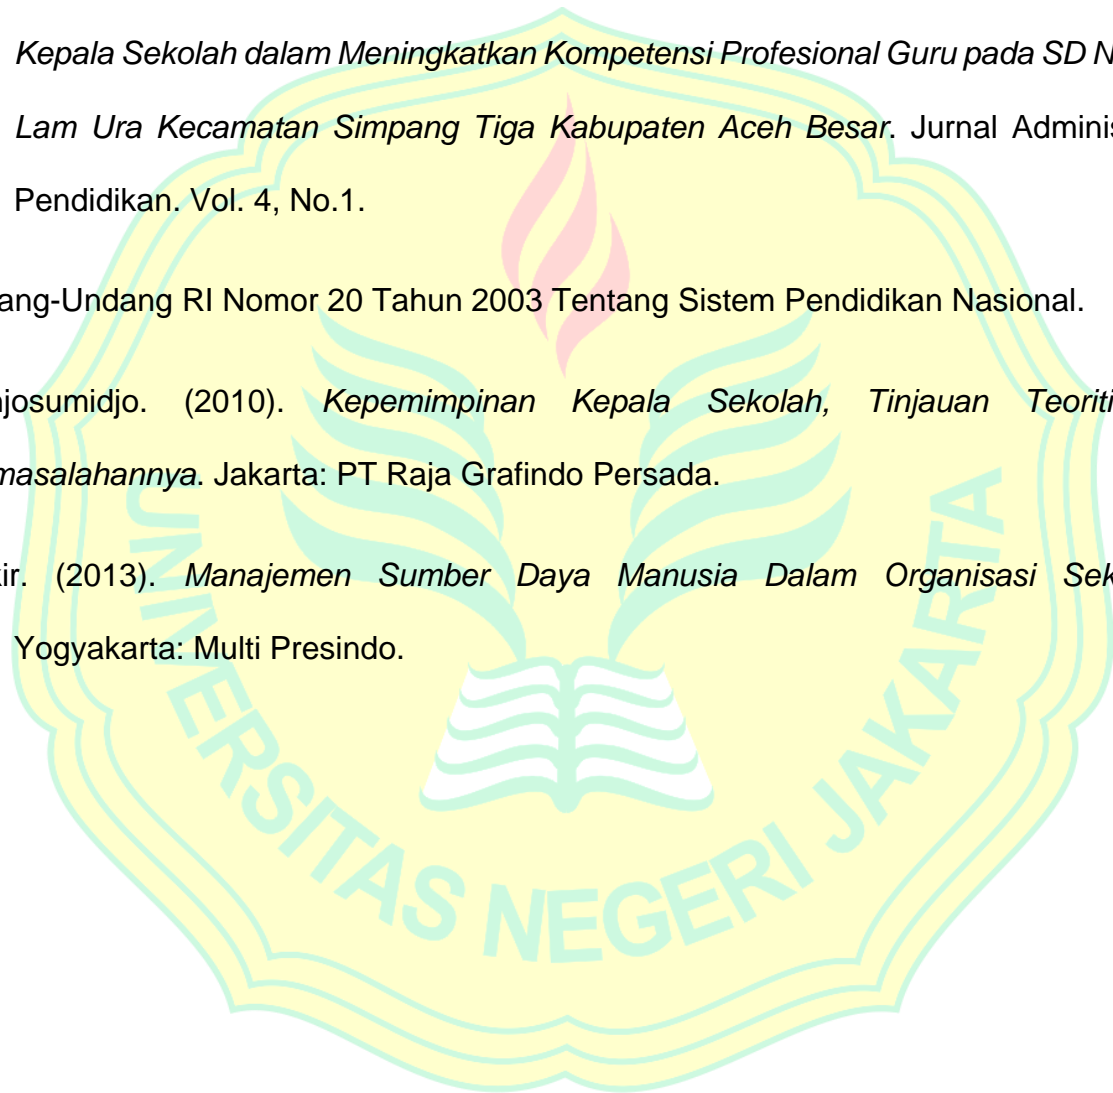 Kepala Sekolah dalam Meningkatkan Kompetensi Profesional Guru pada SD N
Lam Ura Kecamatan Simpang Tiga Kabupaten Aceh Besar. Jurnal Adminis
Pendidikan. Vol. 4, No.1.
ang-Undang RI Nomor 20 Tahun 2003 Tentang Sistem Pendidikan Nasional.
njosumidjo. (2010). Kepemimpinan Kepala Sekolah, Tinjauan Teoriti
masalahannya. Jakarta: PT Raja Grafindo Persada.
kir. (2013). Manajemen Sumber Daya Manusia Dalam Organisasi Sek
Yogyakarta: Multi Presindo.
UNIVERSITAS NEGERI JAKARTA